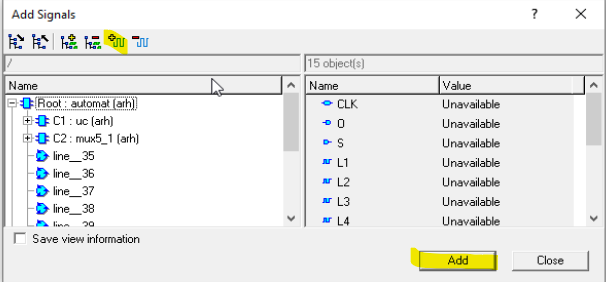 Add Signals
/
15 object(s)
Name
Root : automat (arh)
C1 : uc (arh)
C2 : mux5_1 (arh)
line__35
line__36
line__37
line__38
line__39
Name Value
CLK Unavailable
O Unavailable
S Unavailable
L1 Unavailable
L2 Unavailable
L3 Unavailable
L4 Unavailable
Save view information
Add Close